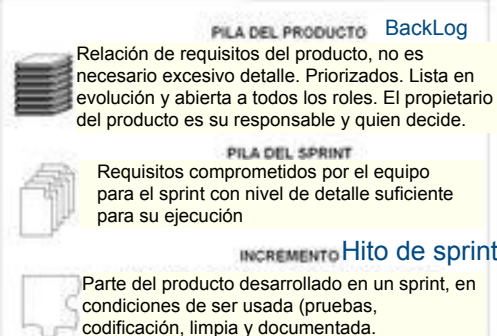 PILA DEL PRODUCTO BackLog
Relación de requisitos del producto, no es
necesario excesivo detalle. Priorizados. Lista en
evolución y abierta a todos los roles. El propietario
del producto es su responsable y quien decide.
PILA DEL SPRINT
Requisitos comprometidos por el equipo
para el sprint con nivel de detalle suficiente
para su ejecución
INCREMENTO Hito de sprint
Parte del producto desarrollado en un sprint, en
condiciones de ser usada (pruebas,
codificación, limpia y documentada.